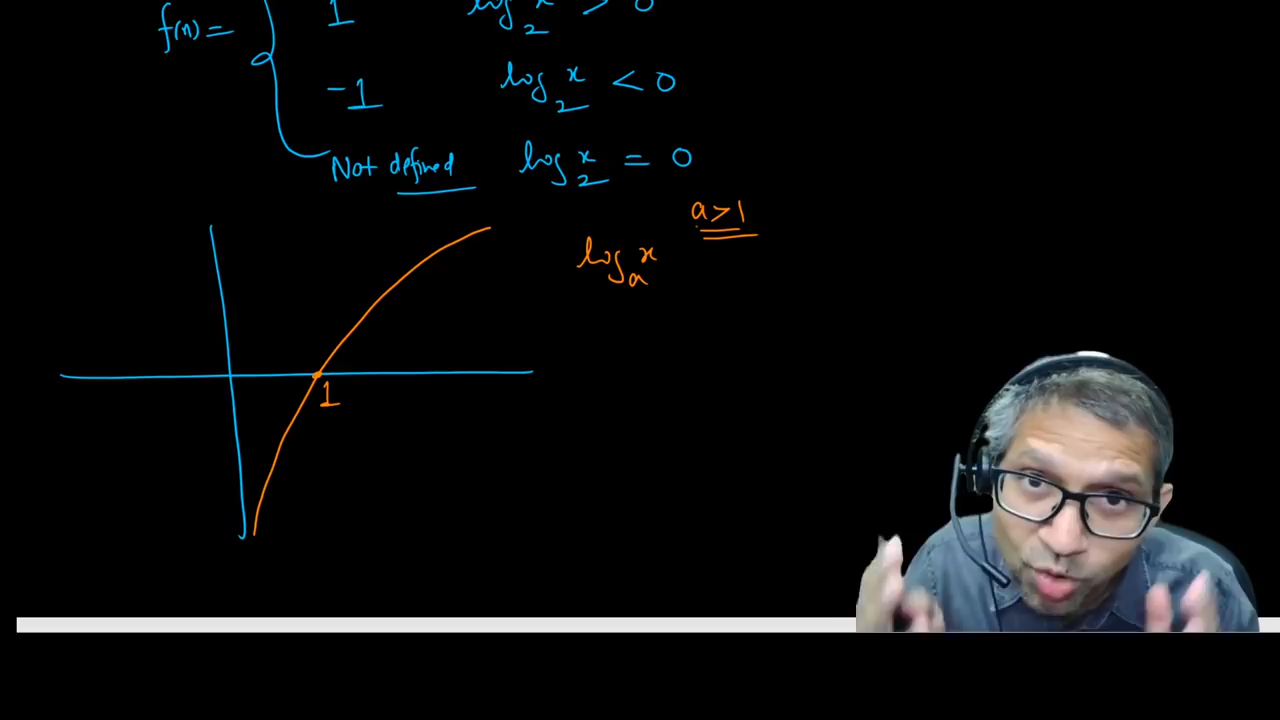 1 log₂ x > 0
f(x) =
-1 log₂ x < 0
Not defined log₂ x = 0
a > 1
logₐ x
1